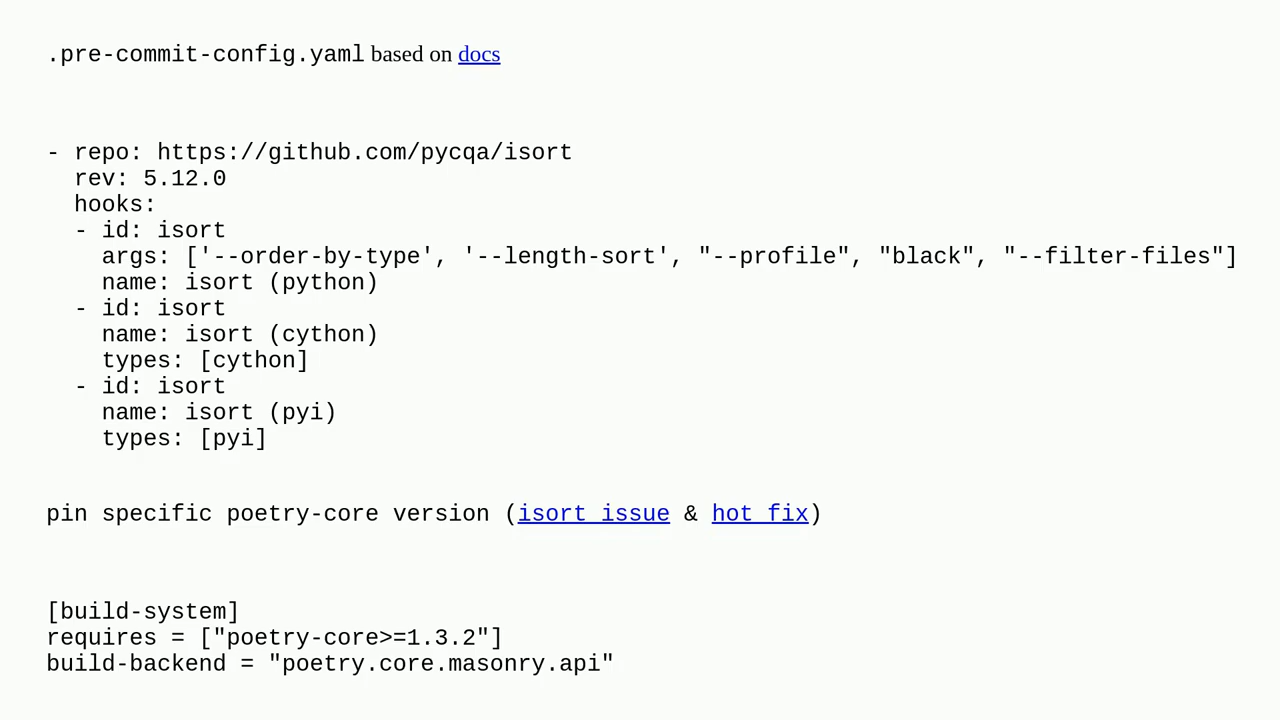 .pre-commit-config.yaml based on docs
- repo: https://github.com/pycqa/isort
  rev: 5.12.0
  hooks:
  - id: isort
    args: ['--order-by-type', '--length-sort', "--profile", "black", "--filter-files"]
    name: isort (python)
  - id: isort
    name: isort (cython)
    types: [cython]
  - id: isort
    name: isort (pyi)
    types: [pyi]
pin specific poetry-core version (isort issue & hot fix)
[build-system]
requires = ["poetry-core>=1.3.2"]
build-backend = "poetry.core.masonry.api"